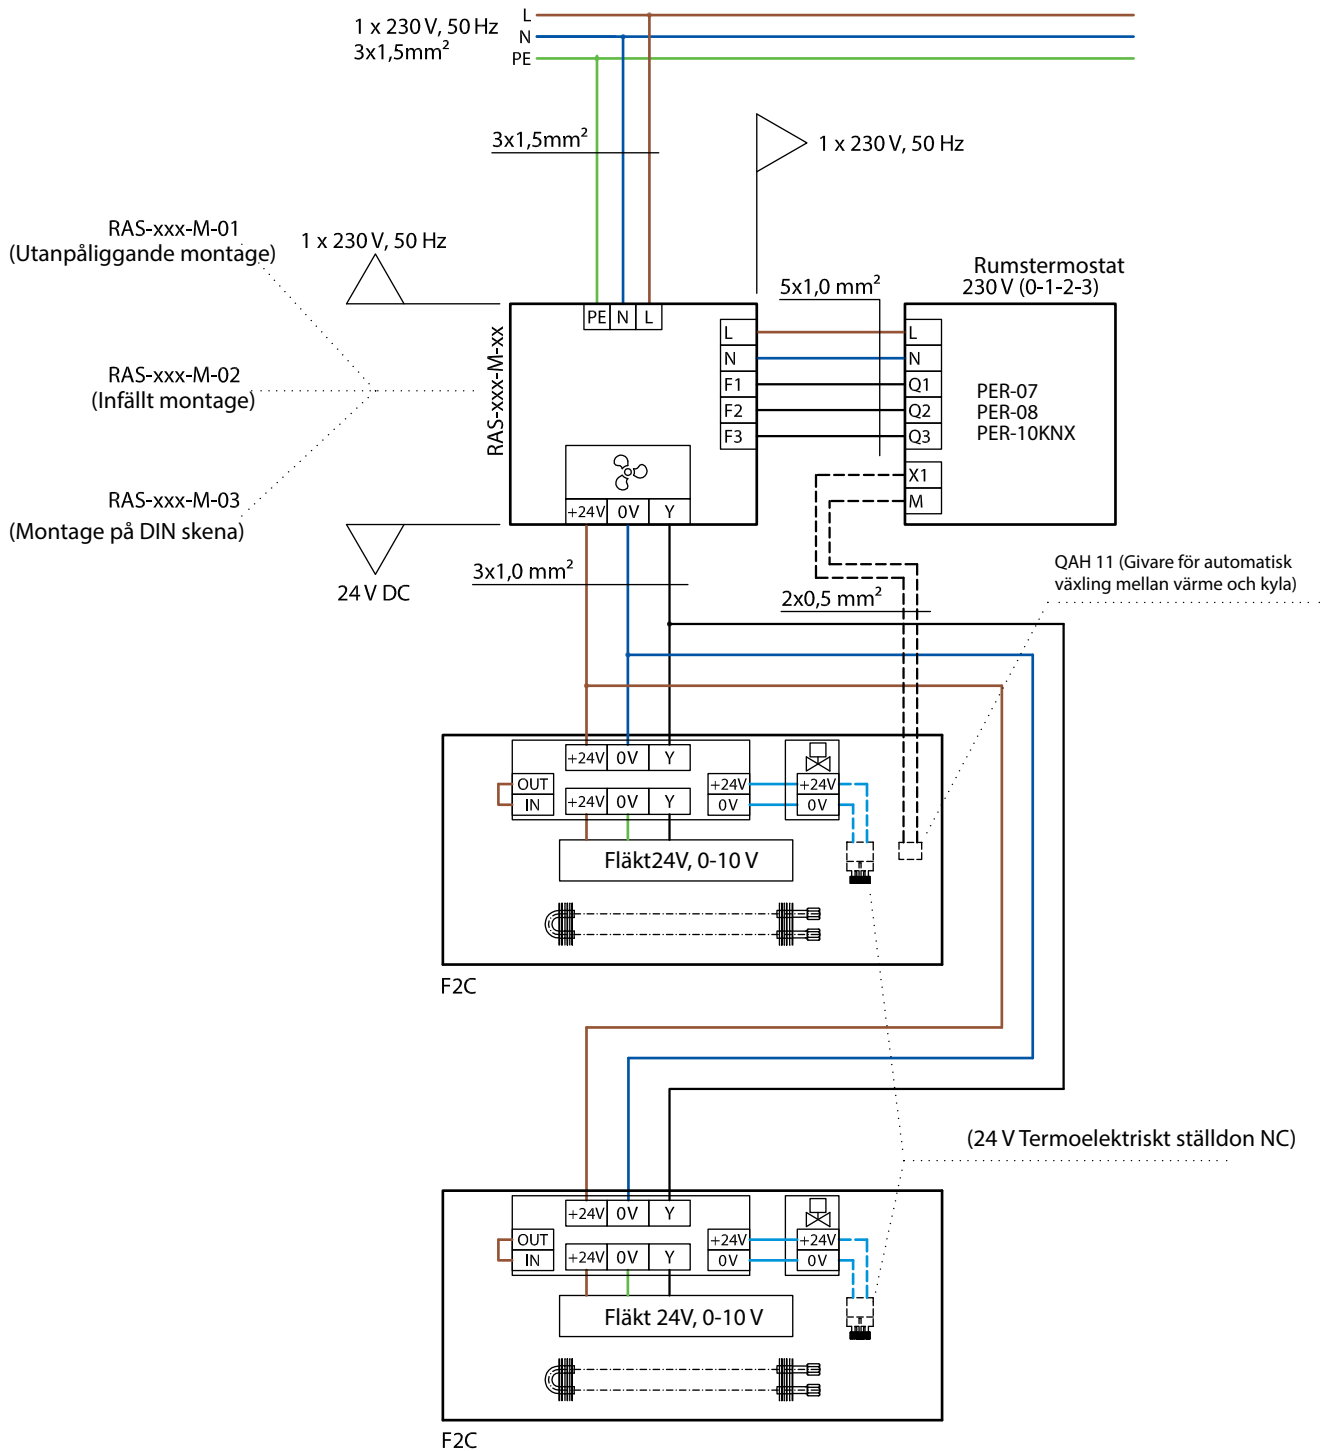 L
1 x 230 V, 50 Hz
N
3x1,5mm²
PE
3x1,5mm²
1 x 230 V, 50 Hz
RAS-xxx-M-01
(Utanpåliggande montage)
1 x 230 V, 50 Hz
Rumstermostat
230 V (0-1-2-3)
5x1,0 mm²
PE N L
RAS-xxx-M-xx
L
N
F1
F2
F3
L
N
Q1
Q2
Q3
X1
M
PER-07
PER-08
PER-10KNX
RAS-xxx-M-02
(Infällt montage)
RAS-xxx-M-03
(Montage på DIN skena)
+24V 0V Y
24 V DC
3x1,0 mm²
2x0,5 mm²
QAH 11 (Givare för automatisk
växling mellan värme och kyla)
+24V 0V Y
OUT
IN
+24V 0V Y
+24V
0V
+24V
0V
Fläkt24V, 0-10 V
F2C
(24 V Termoelektriskt ställdon NC)
+24V 0V Y
OUT
IN
+24V 0V Y
+24V
0V
+24V
0V
Fläkt 24V, 0-10 V
F2C